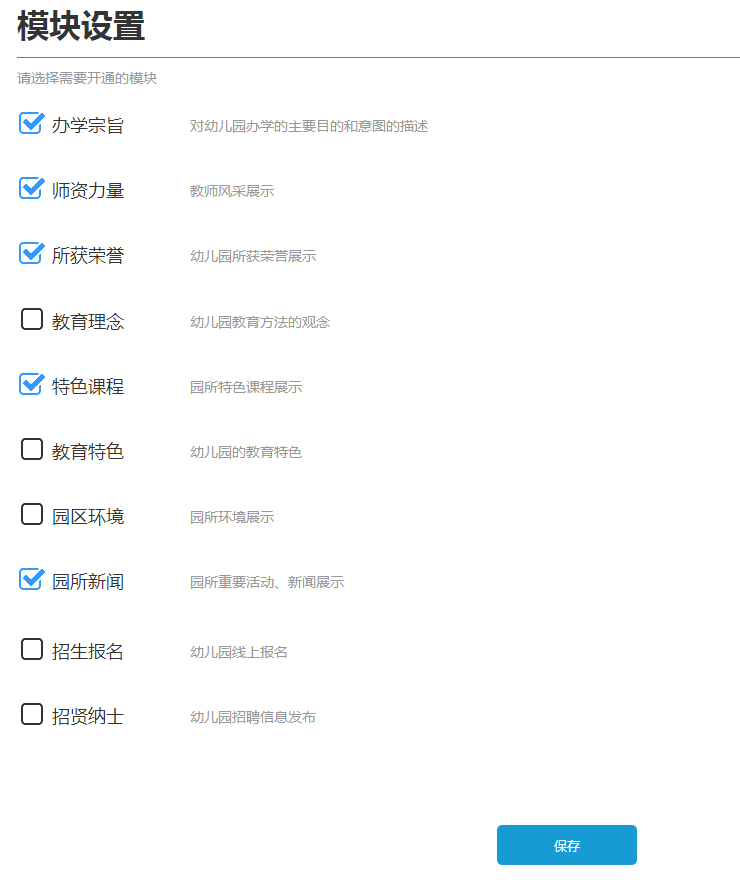 模块设置
请选择需要开通的模块
办学宗旨 对幼儿园办学的主要目的和意图的描述
师资力量 教师风采展示
所获荣誉 幼儿园所获荣誉展示
教育理念 幼儿园教育方法的观念
特色课程 园所特色课程展示
教育特色 幼儿园的教育特色
园区环境 园所环境展示
园所新闻 园所重要活动、新闻展示
招生报名 幼儿园线上报名
招贤纳士 幼儿园招聘信息发布
保存